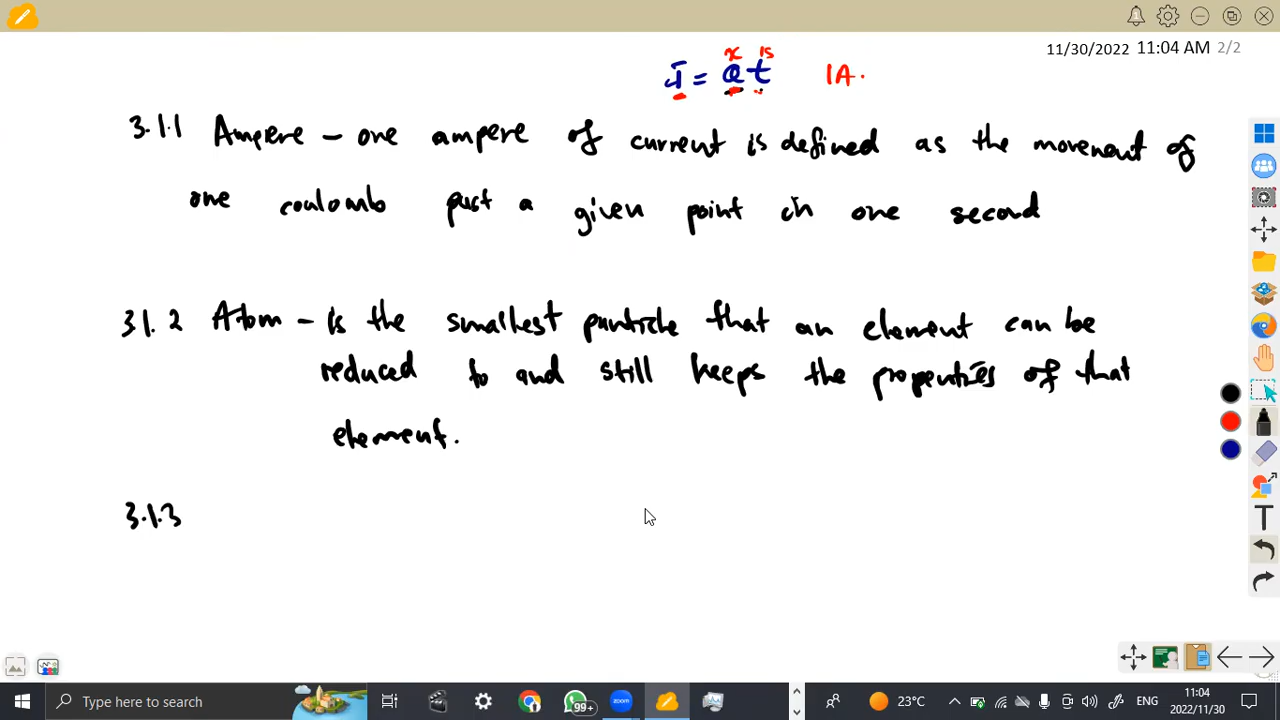 11/30/2022 11:04 AM 2/2
x 1s
I = Q t 1A.
3.1.1 Ampere - one ampere of current is defined as the movement of
one coulomb past a given point in one second
3.1.2 Atom - is the smallest particle that an element can be
reduced to and still keeps the properties of that
element.
3.1.3
T
Type here to search
99+
zoom
23°C
ENG
11:04
2022/11/30